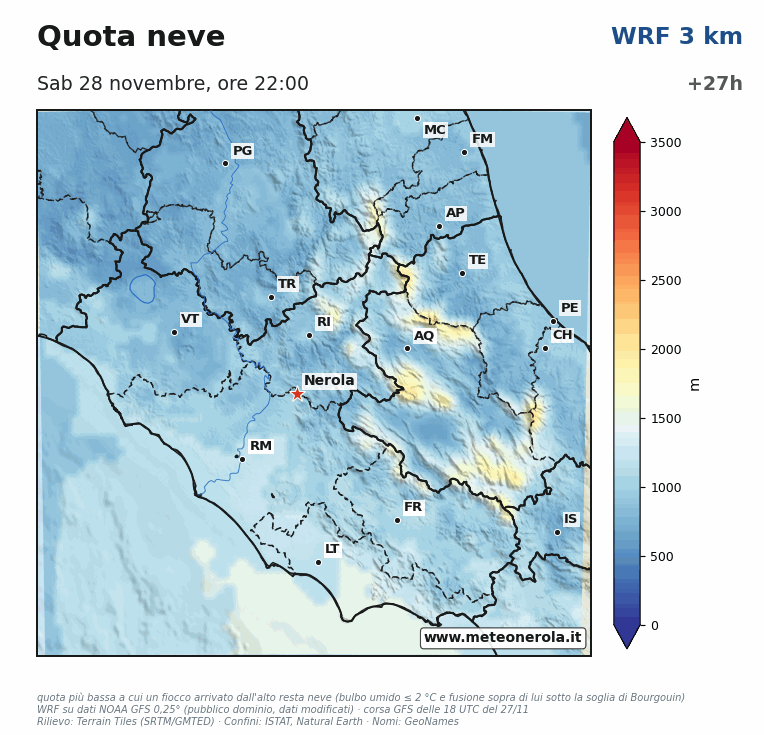 Quota neve
WRF 3 km
Sab 28 novembre, ore 22:00
+27h
MC
FM
PG
AP
TE
TR
PE
VT
RI
AQ
CH
Nerola
RM
FR
IS
LT
www.meteonerola.it
3500
3000
2500
2000
1500
1000
500
0
m
quota più bassa a cui un fiocco arrivato dall'alto resta neve (bulbo umido ≤ 2 °C e fusione sopra di lui sotto la soglia di Bourgouin)
WRF su dati NOAA GFS 0,25° (pubblico dominio, dati modificati) · corsa GFS delle 18 UTC del 27/11
Rilievo: Terrain Tiles (SRTM/GMTED) · Confini: ISTAT, Natural Earth · Nomi: GeoNames